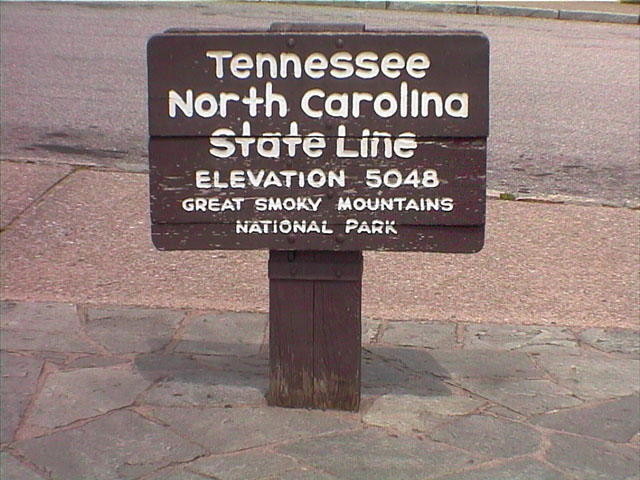 Tennessee
North Carolina
State Line
ELEVATION 5048
GREAT SMOKY MOUNTAINS
NATIONAL PARK